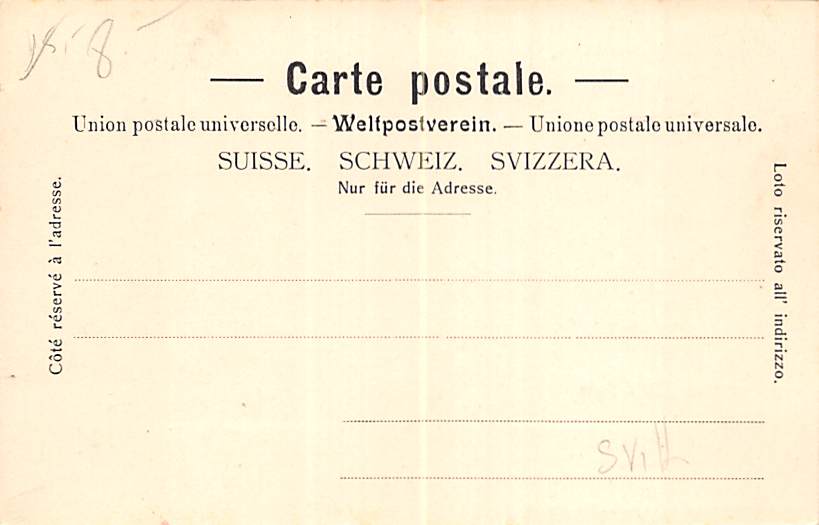 8.-
— Carte postale. —
Union postale universelle. — Weltpostverein. — Unione postale universale.
SUISSE. SCHWEIZ. SVIZZERA.
Nur für die Adresse.
Côté réservé à l'adresse.
Loto riservato all' indirizzo.